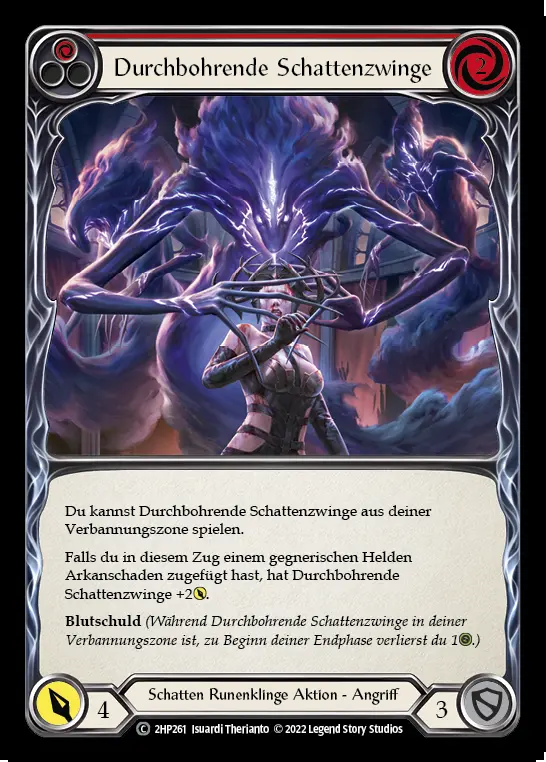 Durchbohrende Schattenzwinge
2
Du kannst Durchbohrende Schattenzwinge aus deiner
Verbannungszone spielen.
Falls du in diesem Zug einem gegnerischen Helden
Arkanschaden zugefügt hast, hat Durchbohrende
Schattenzwinge +2.
Blutschuld (Während Durchbohrende Schattenzwinge in deiner
Verbannungszone ist, zu Beginn deiner Endphase verlierst du 1.)
4
Schatten Runenklinge Aktion - Angriff
3
C 2HP261 Isuardi Therianto © 2022 Legend Story Studios